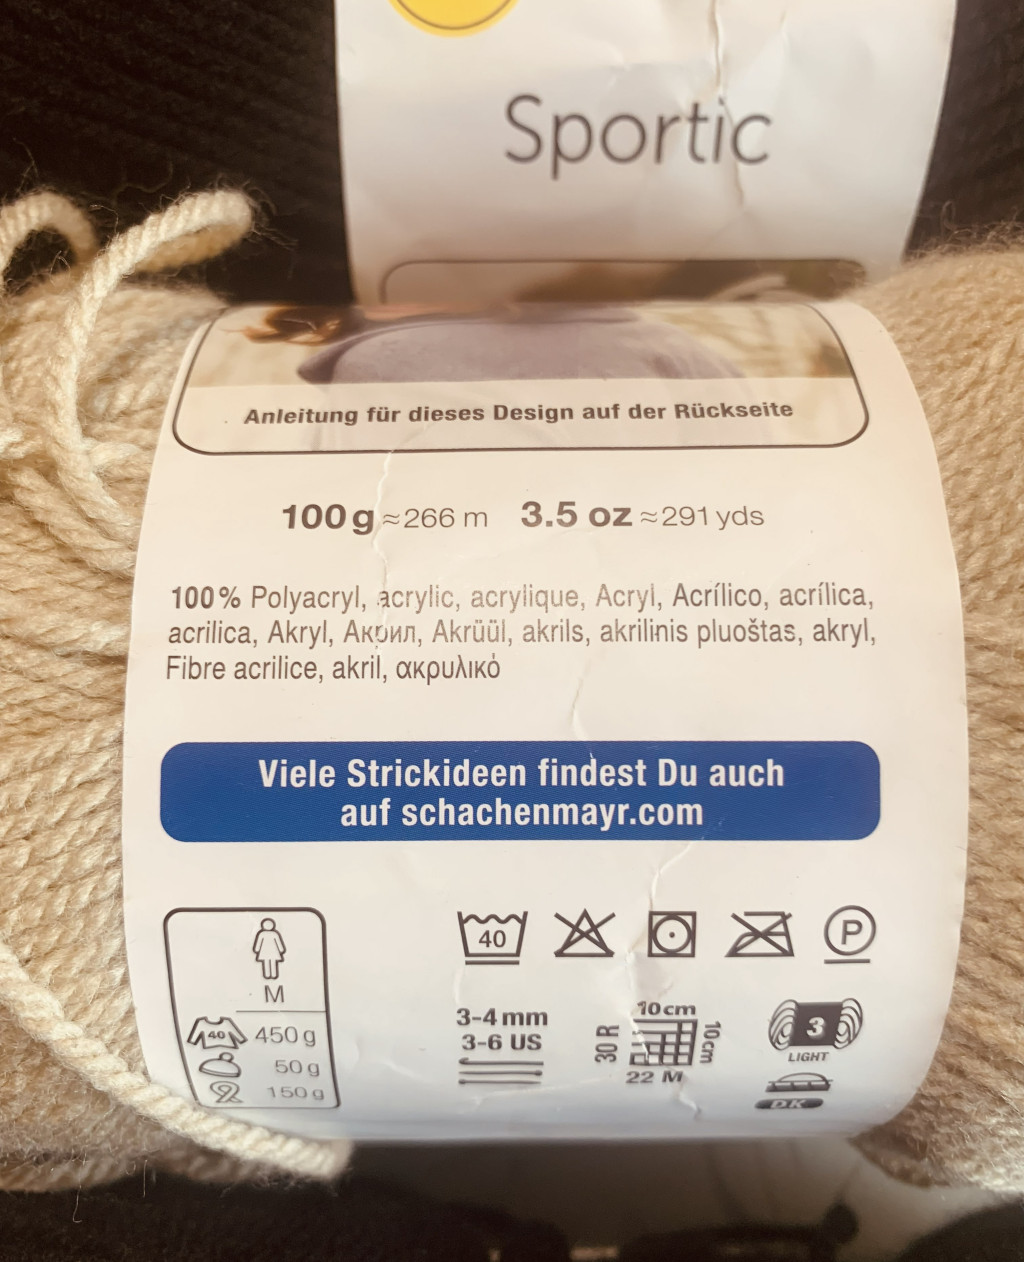 Sportic
Anleitung für dieses Design auf der Rückseite
100 g ≈ 266 m 3.5 oz ≈ 291 yds
100 % Polyacryl, acrylic, acrylique, Acryl, Acrílico, acrílica,
acrilica, Akryl, Акрил, Akrüül, akrils, akrilinis pluoštas, akryl,
Fibre acrilice, akril, ακρυλικό
Viele Strickideen findest Du auch
auf schachenmayr.com
M
40 450 g
50 g
150 g
40
P
3-4 mm
3-6 US
10 cm
30 R
10 cm
22 M
3
LIGHT
DK